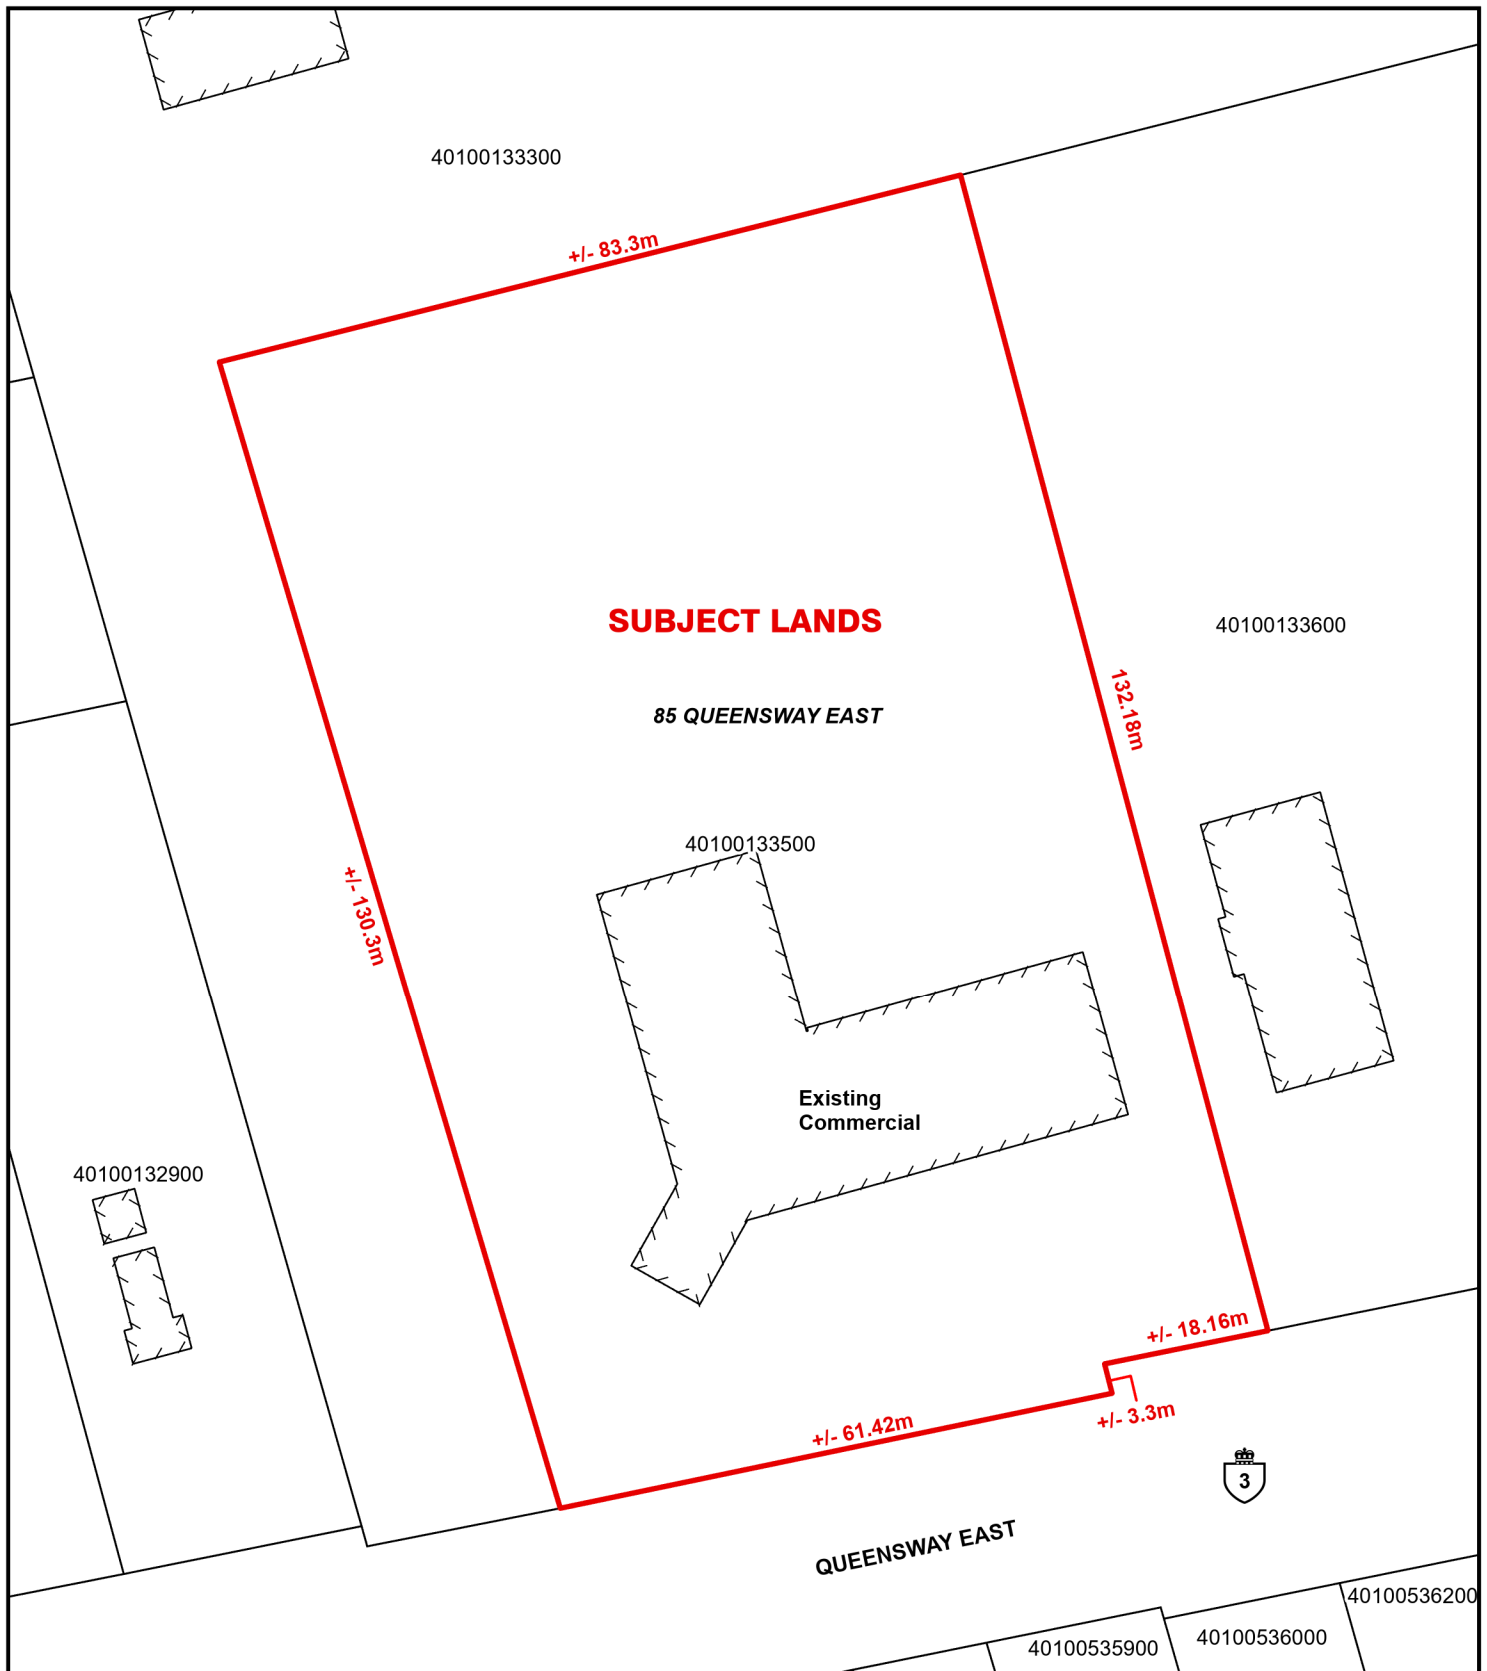 40100133300
+/- 83.3m
SUBJECT LANDS
40100133600
132.18m
85 QUEENSWAY EAST
40100133500
+/- 130.3m
Existing
Commercial
40100132900
+/- 18.16m
+/- 3.3m
+/- 61.42m
3
QUEENSWAY EAST
40100536200
40100536000
40100535900